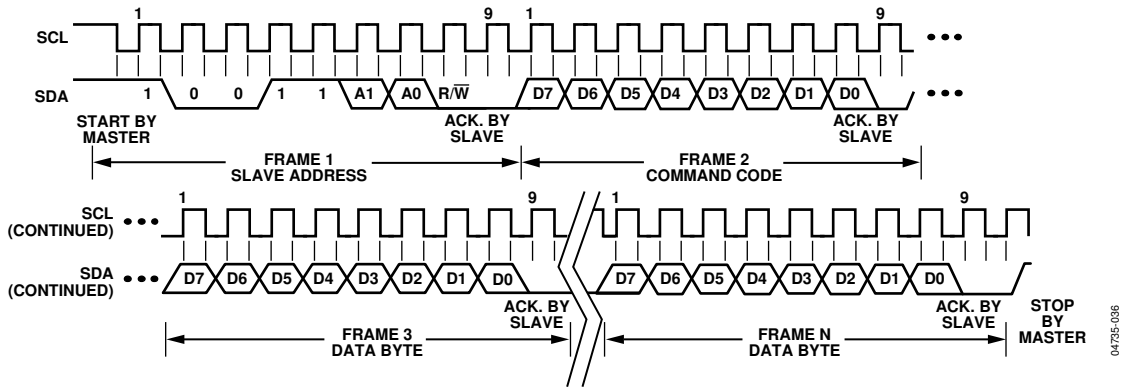 1 9 1 9
SCL
SDA
1 0 0 1 1 A1 A0 R/W̅ D7 D6 D5 D4 D3 D2 D1 D0
START BY
MASTER
ACK. BY
SLAVE
ACK. BY
SLAVE
FRAME 1
SLAVE ADDRESS
FRAME 2
COMMAND CODE
1 9 1 9
SCL
(CONTINUED)
SDA
(CONTINUED)
D7 D6 D5 D4 D3 D2 D1 D0 D7 D6 D5 D4 D3 D2 D1 D0
ACK. BY
SLAVE
ACK. BY
SLAVE
STOP
BY
MASTER
FRAME 3
DATA BYTE
FRAME N
DATA BYTE
04735-036